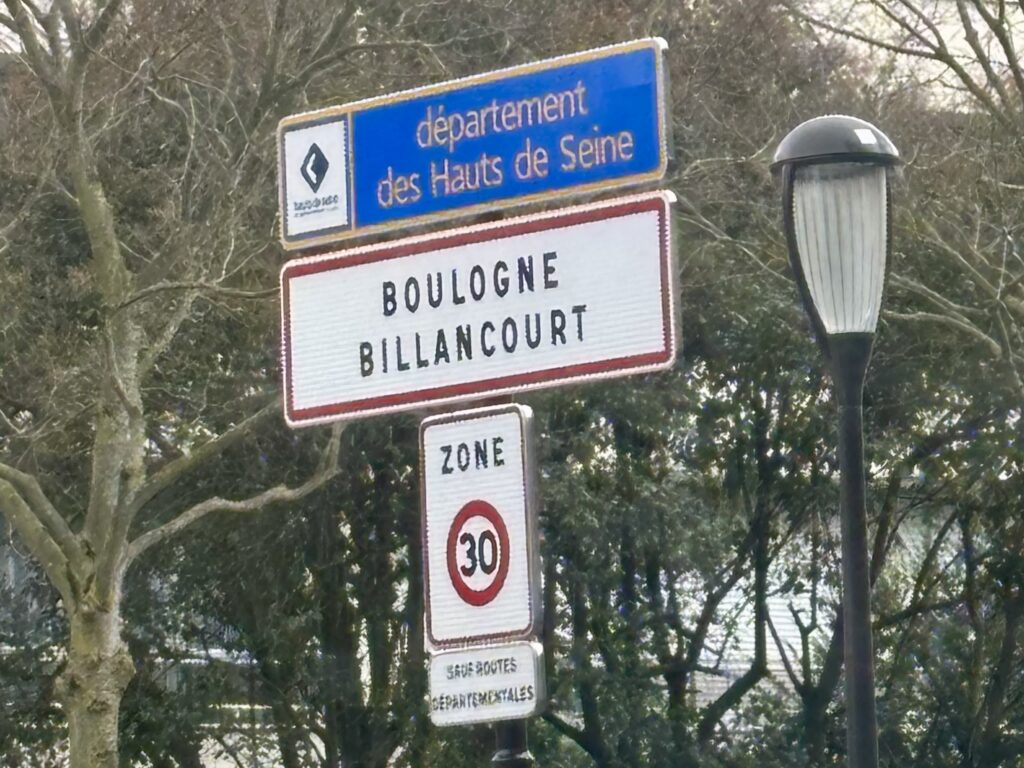 département
des Hauts de Seine
BOULOGNE
BILLANCOURT
ZONE
30
SAUF ROUTES
DÉPARTEMENTALES